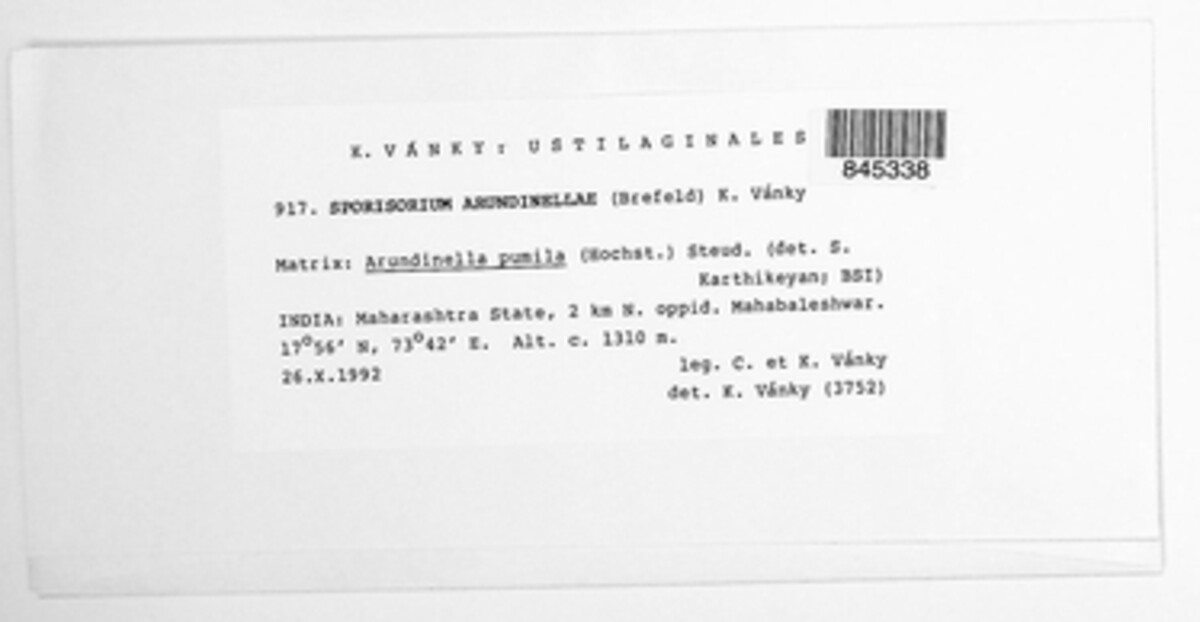 K. VÁNKY: USTILAGINALES
845338
917. SPORISORIUM ARUNDINELLAE (Brefeld) K. Vánky
Matrix: Arundinella pumila (Hochst.) Steud. (det. S.
Karthikeyan; BSI)
INDIA: Maharashtra State, 2 km N. oppid. Mahabaleshwar.
17°56' N, 73°42' E. Alt. c. 1310 m.
26.X.1992
leg. C. et K. Vánky
det. K. Vánky (3752)